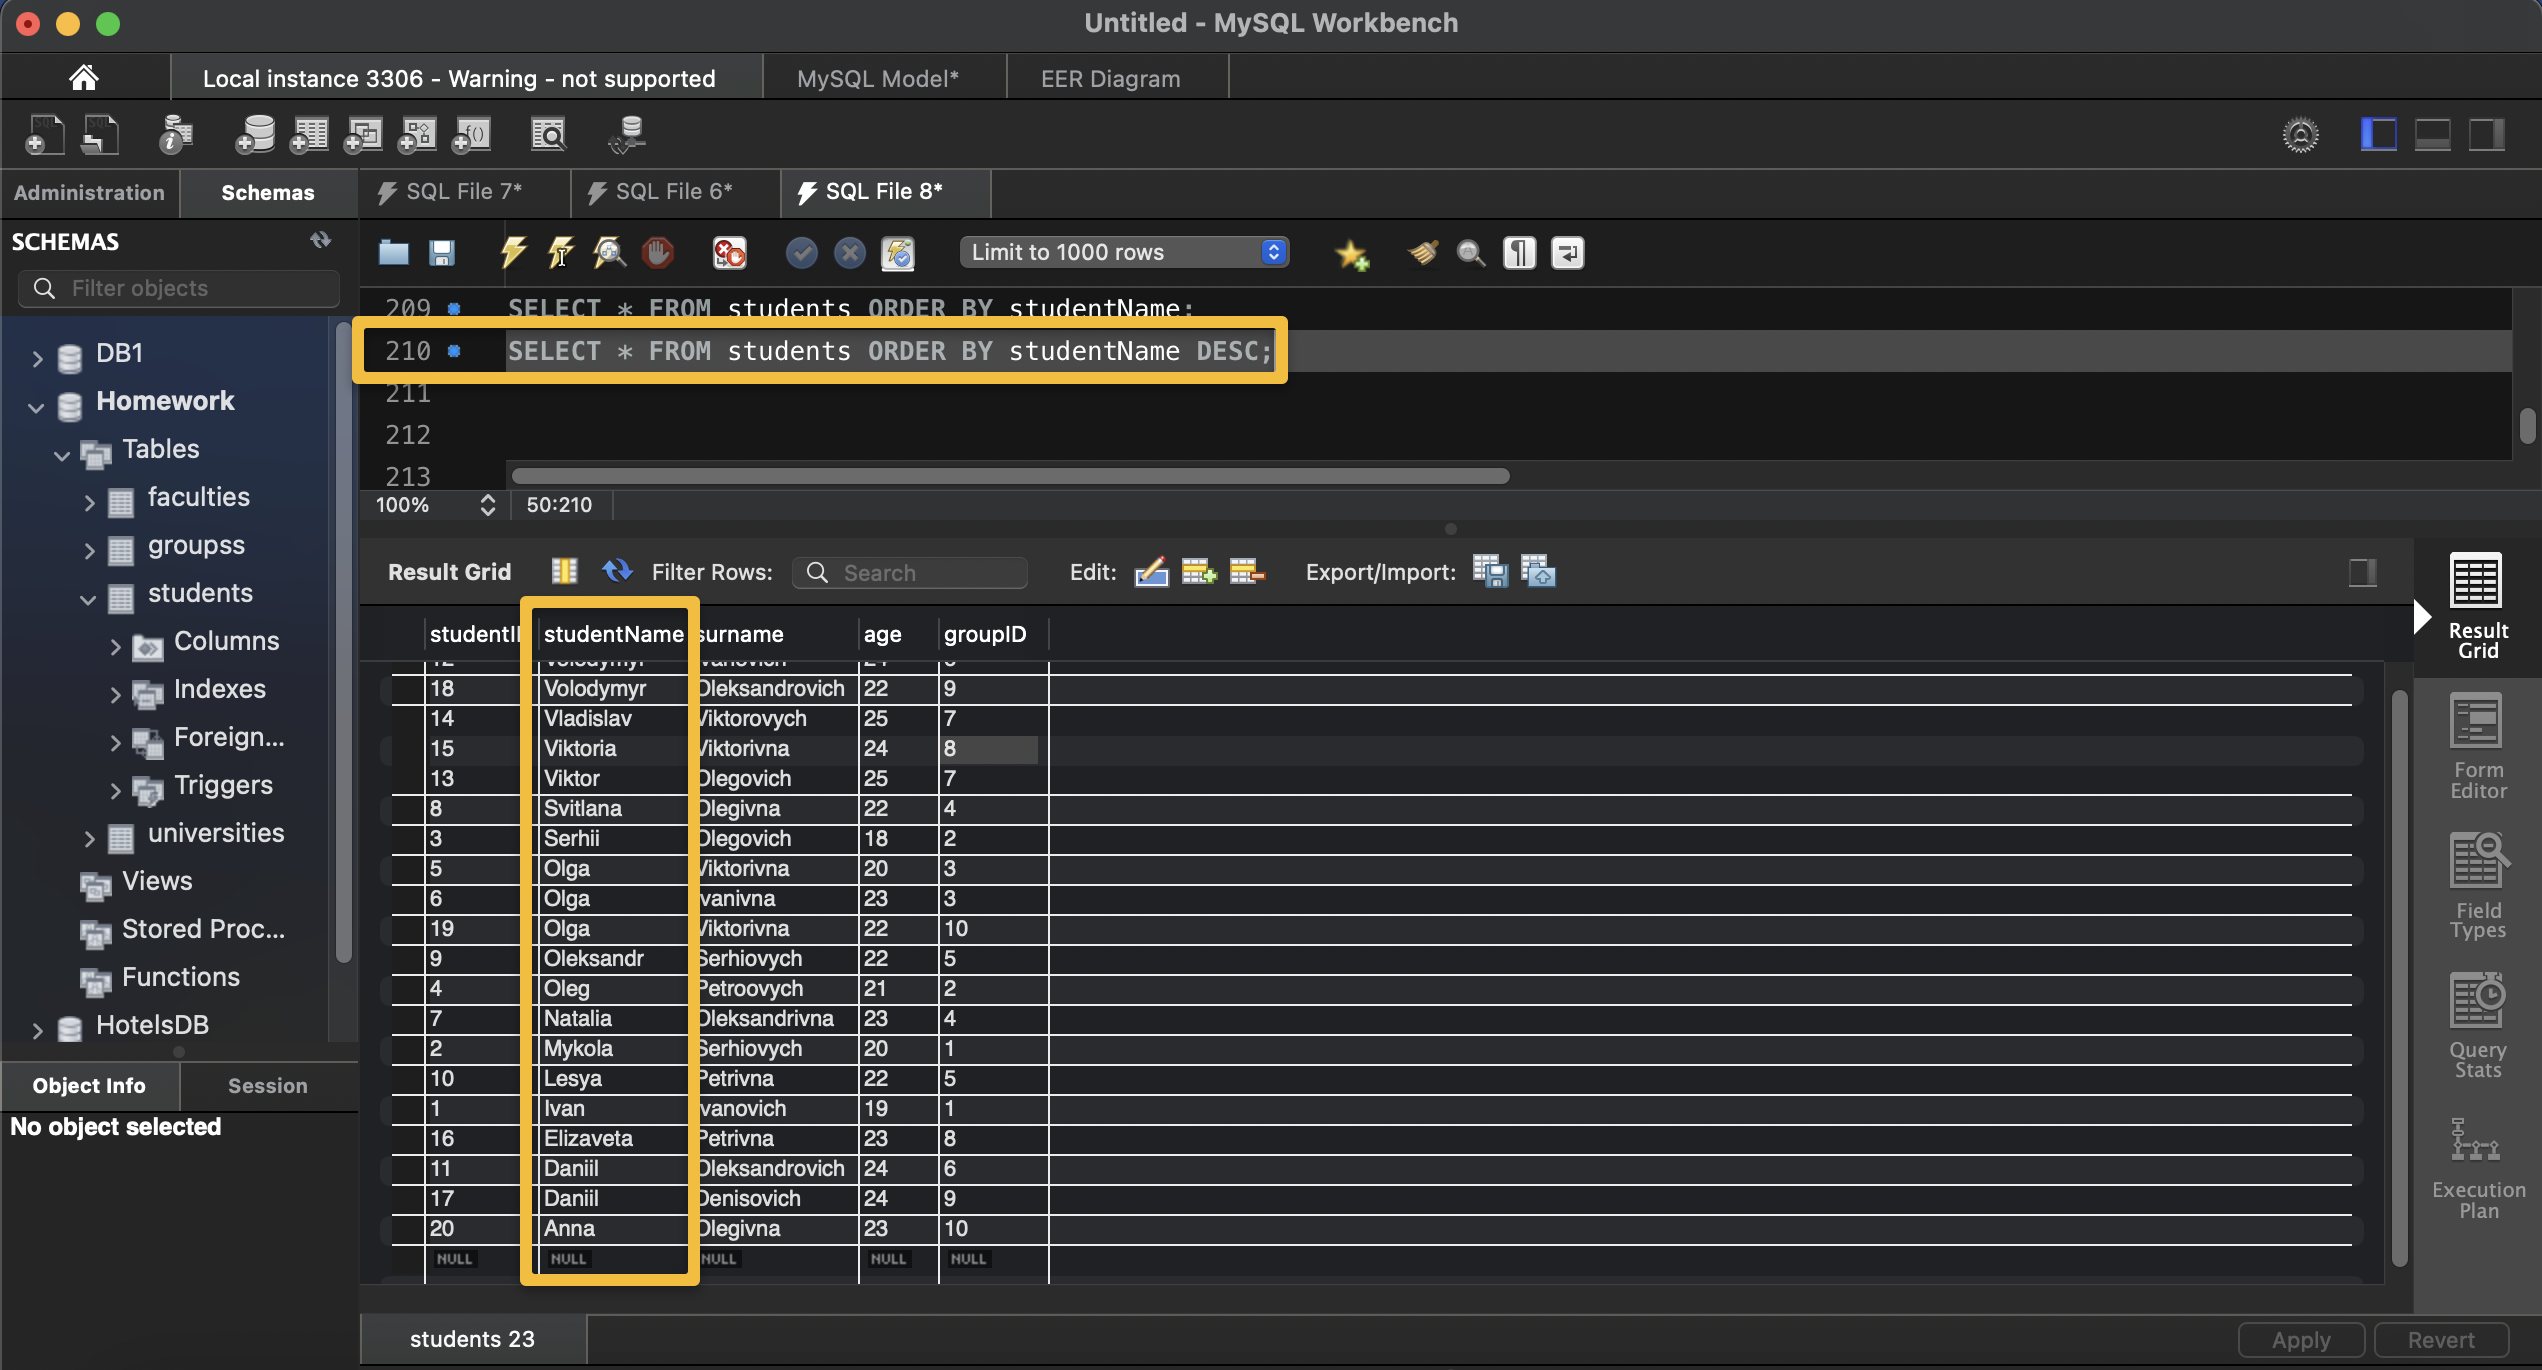 Untitled - MySQL Workbench
Local instance 3306 - Warning - not supported
MySQL Model*
EER Diagram
Administration
Schemas
SQL File 7*
SQL File 6*
SQL File 8*
SCHEMAS
Filter objects
Limit to 1000 rows
209 SELECT * FROM students ORDER BY studentName;
210 SELECT * FROM students ORDER BY studentName DESC;
211
212
213
100% 50:210
DB1
Homework
Tables
faculties
groupss
students
Columns
Indexes
Foreign...
Triggers
universities
Views
Stored Proc...
Functions
HotelsDB
Object Info
Session
No object selected
Result Grid Filter Rows: Search Edit: Export/Import:
studentI studentName surname age groupID
12 Volodymyr Ivanovich 24 6
18 Volodymyr Oleksandrovich 22 9
14 Vladislav Viktorovych 25 7
15 Viktoria Viktorivna 24 8
13 Viktor Olegovich 25 7
8 Svitlana Olegivna 22 4
3 Serhii Olegovich 18 2
5 Olga Viktorivna 20 3
6 Olga Ivanivna 23 3
19 Olga Viktorivna 22 10
9 Oleksandr Serhiovych 22 5
4 Oleg Petroovych 21 2
7 Natalia Oleksandrivna 23 4
2 Mykola Serhiovych 20 1
10 Lesya Petrivna 22 5
1 Ivan Ivanovich 19 1
16 Elizaveta Petrivna 23 8
11 Daniil Oleksandrovich 24 6
17 Daniil Denisovich 24 9
20 Anna Olegivna 23 10
NULL NULL NULL NULL NULL
Result
Grid
Form
Editor
Field
Types
Query
Stats
Execution
Plan
students 23
Apply
Revert